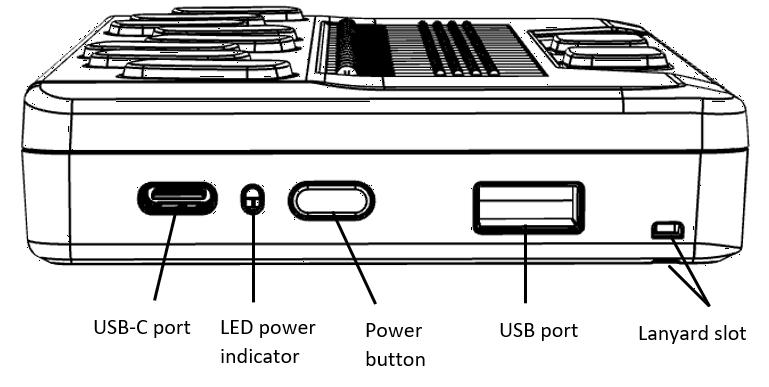 USB-C port
LED power
indicator
Power
button
USB port
Lanyard slot